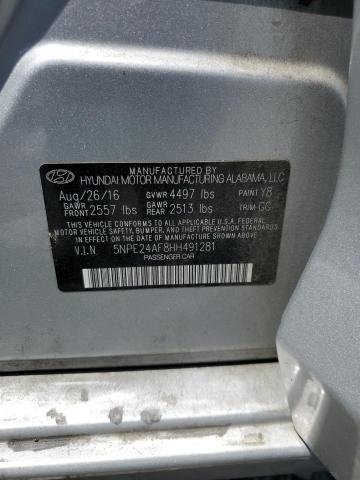 MANUFACTURED BY
HYUNDAI MOTOR MANUFACTURING ALABAMA, LLC
Aug/26/16 GVWR 4497 lbs PAINT Y8
GAWR FRONT 2557 lbs GAWR REAR 2513 lbs TRIM GG
THIS VEHICLE CONFORMS TO ALL APPLICABLE U.S.A. FEDERAL
MOTOR VEHICLE SAFETY, BUMPER, AND THEFT PREVENTION
STANDARDS IN EFFECT ON THE DATE OF MANUFACTURE SHOWN ABOVE.
V.I.N 5NPE24AF8HH491281
PASSENGER CAR